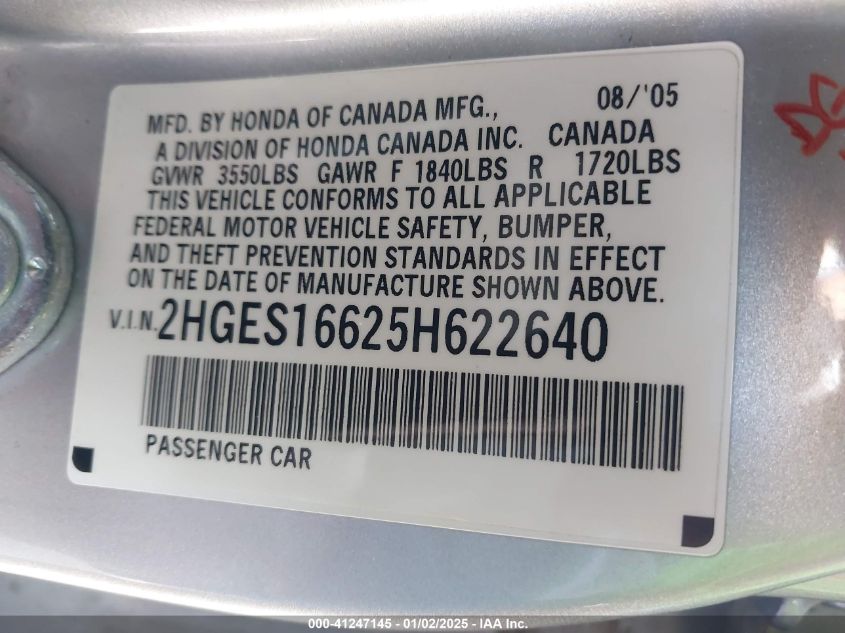 MFD. BY HONDA OF CANADA MFG., 08/'05
A DIVISION OF HONDA CANADA INC. CANADA
GVWR 3550LBS GAWR F 1840LBS R 1720LBS
THIS VEHICLE CONFORMS TO ALL APPLICABLE
FEDERAL MOTOR VEHICLE SAFETY, BUMPER,
AND THEFT PREVENTION STANDARDS IN EFFECT
ON THE DATE OF MANUFACTURE SHOWN ABOVE.
V.I.N. 2HGES16625H622640
PASSENGER CAR
000-41247145 - 01/02/2025 - IAA Inc.